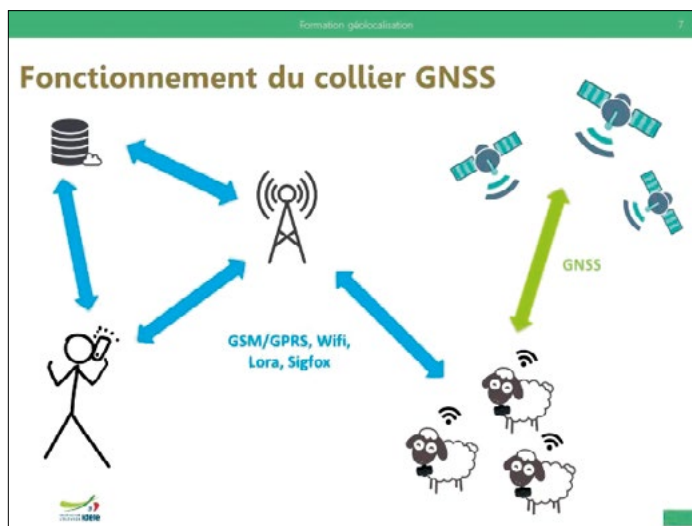 Formation géolocalisation
7
Fonctionnement du collier GNSS
GNSS
GSM/GPRS, Wifi,
Lora, Sigfox
idele